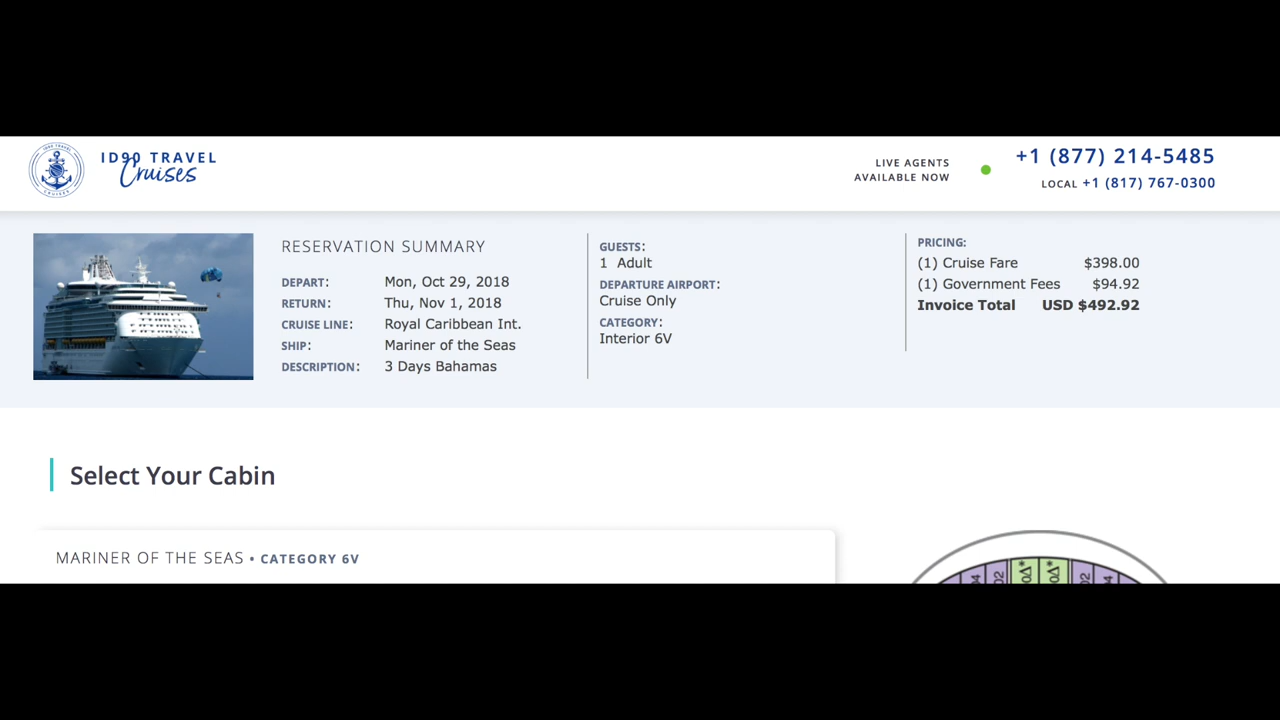 ID90 TRAVEL
Cruises
LIVE AGENTS
AVAILABLE NOW
+1 (877) 214-5485
LOCAL +1 (817) 767-0300
RESERVATION SUMMARY
DEPART: Mon, Oct 29, 2018
RETURN: Thu, Nov 1, 2018
CRUISE LINE: Royal Caribbean Int.
SHIP: Mariner of the Seas
DESCRIPTION: 3 Days Bahamas
GUESTS:
1 Adult
DEPARTURE AIRPORT:
Cruise Only
CATEGORY:
Interior 6V
PRICING:
(1) Cruise Fare $398.00
(1) Government Fees $94.92
Invoice Total USD $492.92
Select Your Cabin
MARINER OF THE SEAS • CATEGORY 6V